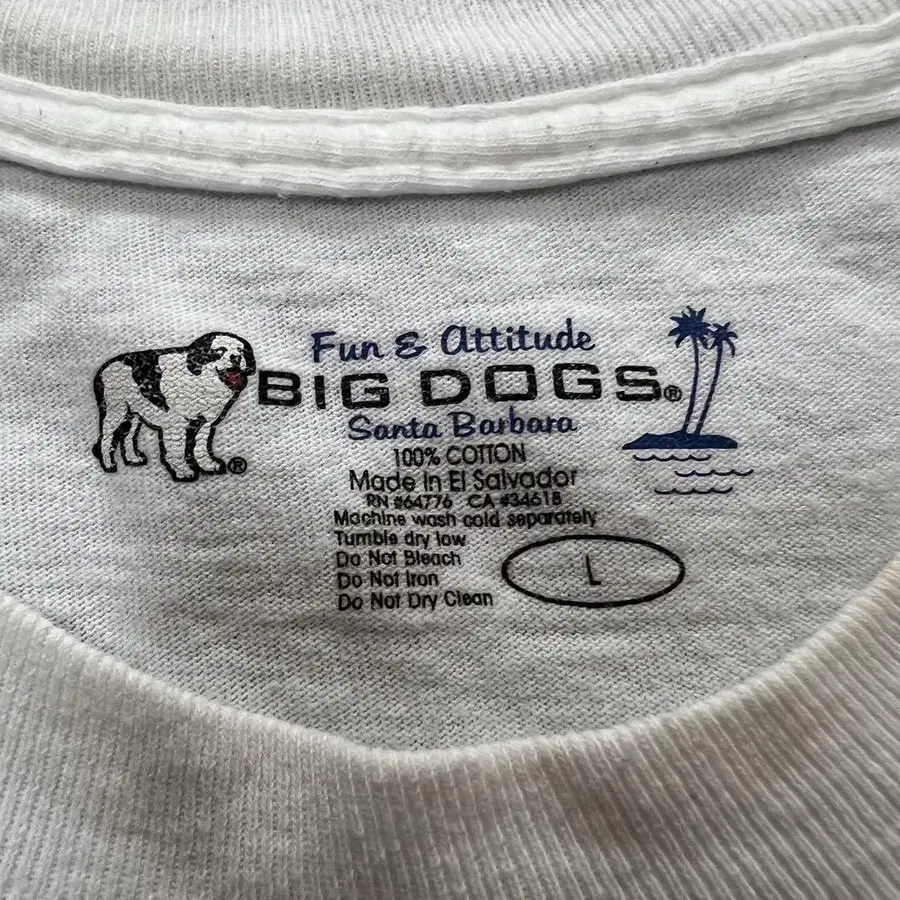 Fun & Attitude
BIG DOGS®
Santa Barbara
®
100% COTTON
Made in El Salvador
RN #64776 CA #34618
Machine wash cold separately
Tumble dry low
Do Not Bleach
Do Not Iron
Do Not Dry Clean
L